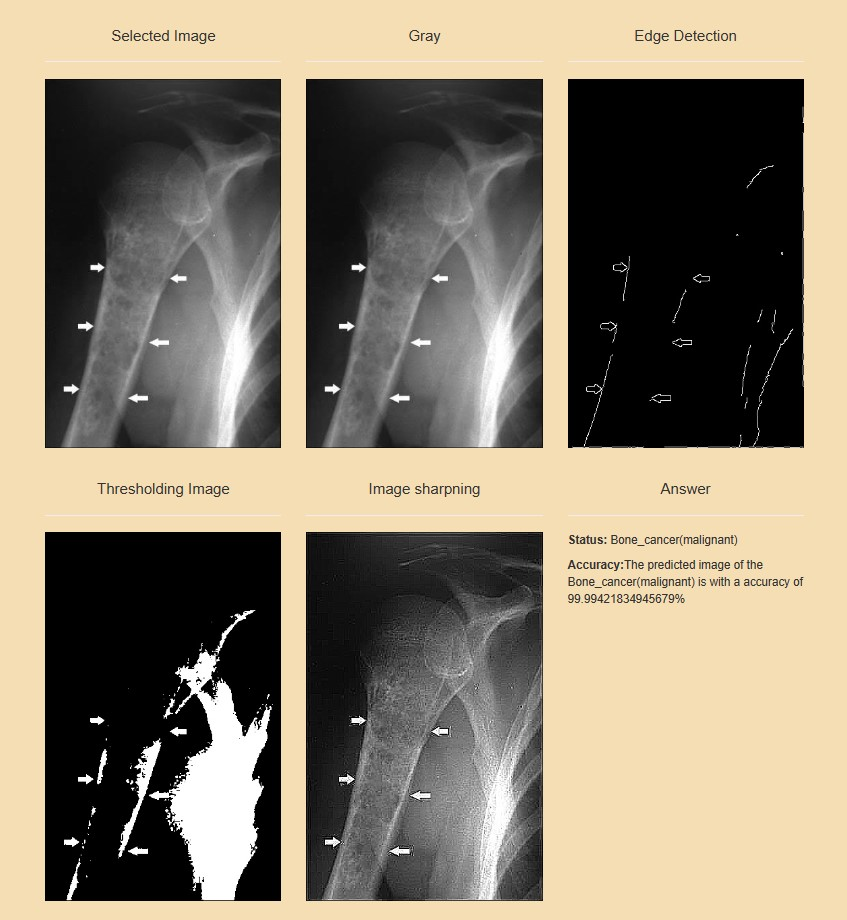 Selected Image
Gray
Edge Detection
Thresholding Image
Image sharpning
Answer
Status: Bone_cancer(malignant)
Accuracy:The predicted image of the
Bone_cancer(malignant) is with a accuracy of
99.99421834945679%